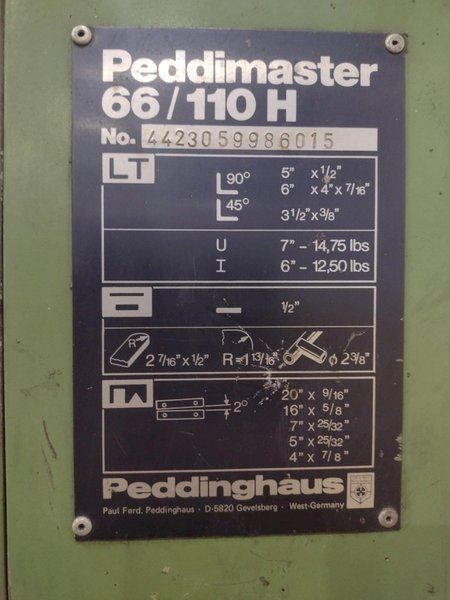 Peddimaster
66/110 H
No. 4423059986015
LT
90° 5" x 1/2"
6" x 4" x 7/16"
45° 3 1/2" x 3/8"
U 7" - 14,75 lbs
I 6" - 12,50 lbs
1/2"
R 2 7/16" x 1/2" R = 1 13/16" ø 2 3/8"
2° 20" x 9/16"
16" x 5/8"
7" x 25/32"
5" x 25/32"
4" x 7/8"
Peddinghaus
Paul Ferd. Peddinghaus · D-5820 Gevelsberg · West-Germany